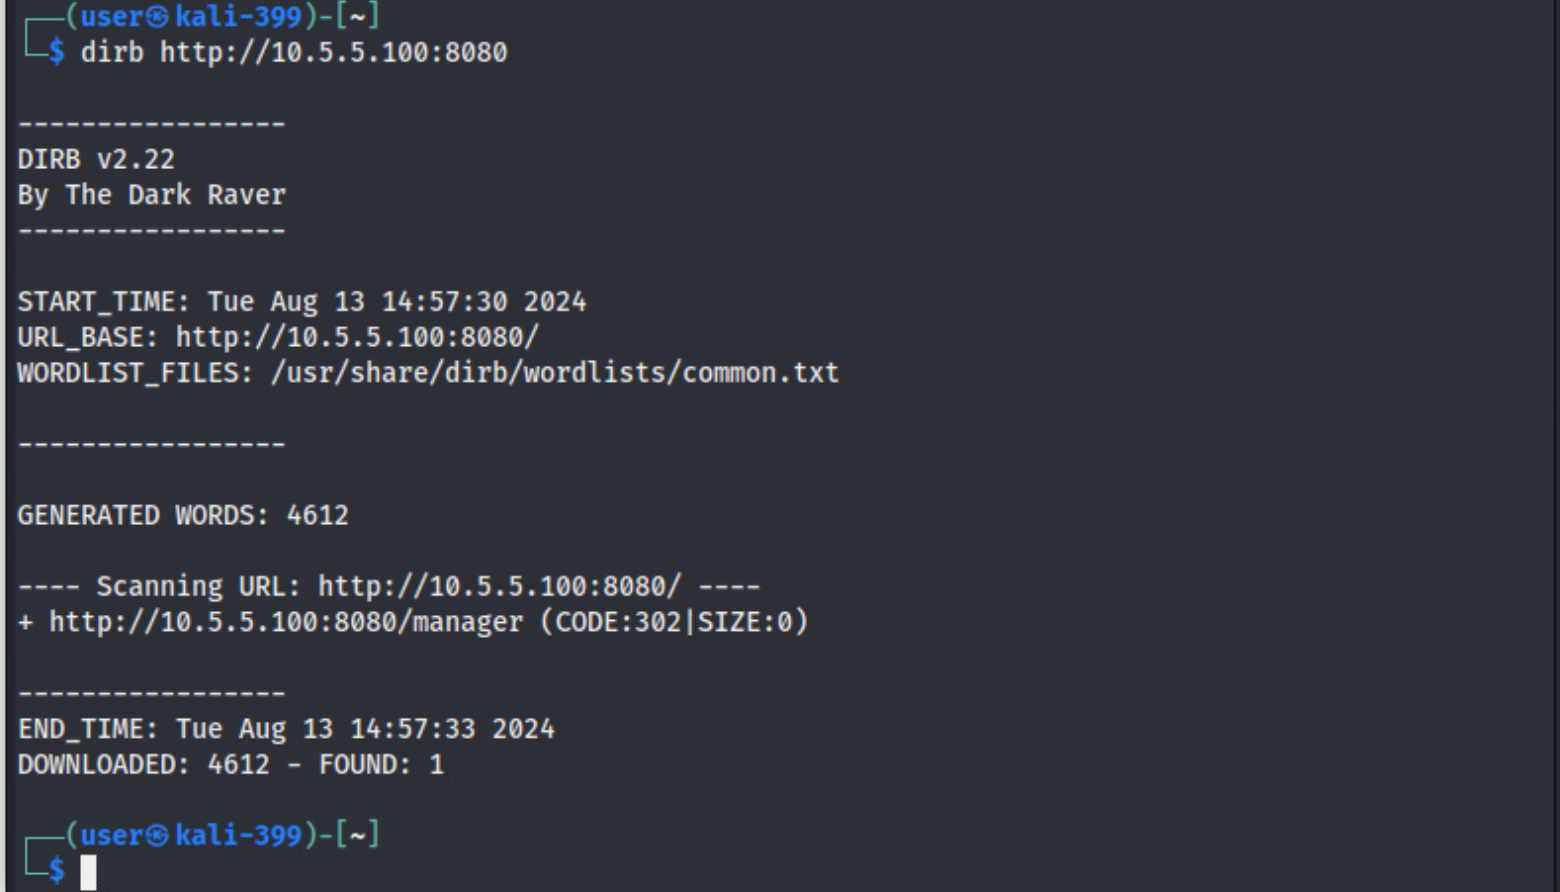 ┌──(user㉿kali-399)-[~]
└─$ dirb http://10.5.5.100:8080
-----------------
DIRB v2.22
By The Dark Raver
-----------------
START_TIME: Tue Aug 13 14:57:30 2024
URL_BASE: http://10.5.5.100:8080/
WORDLIST_FILES: /usr/share/dirb/wordlists/common.txt
-----------------
GENERATED WORDS: 4612
---- Scanning URL: http://10.5.5.100:8080/ ----
+ http://10.5.5.100:8080/manager (CODE:302|SIZE:0)
-----------------
END_TIME: Tue Aug 13 14:57:33 2024
DOWNLOADED: 4612 - FOUND: 1
┌──(user㉿kali-399)-[~]
└─$